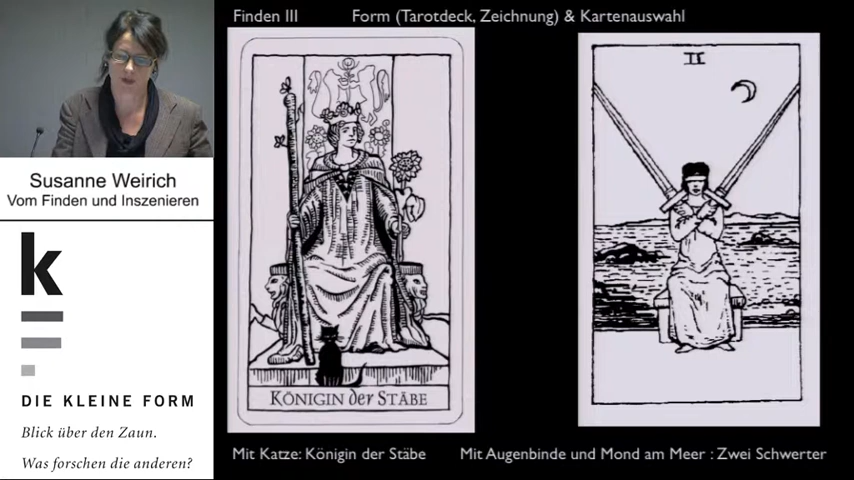 Finden III
Form (Tarotdeck, Zeichnung) & Kartenauswahl
II
KÖNIGIN der STÄBE
Susanne Weirich
Vom Finden und Inszenieren
k
DIE KLEINE FORM
Blick über den Zaun.
Was forschen die anderen?
Mit Katze: Königin der Stäbe
Mit Augenbinde und Mond am Meer : Zwei Schwerter